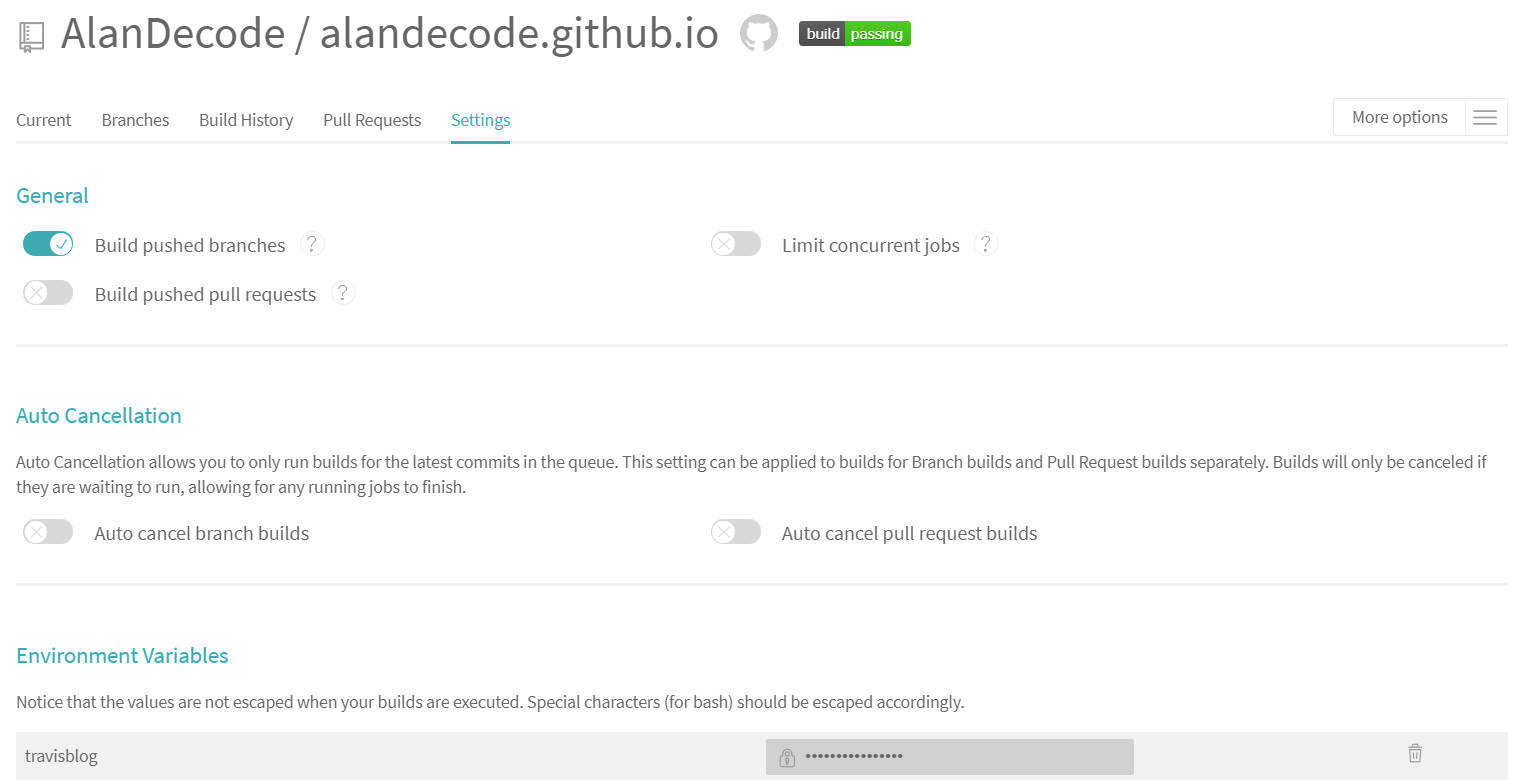 AlanDecode / alandecode.github.io build passing
Current Branches Build History Pull Requests Settings More options
General
Build pushed branches ? Limit concurrent jobs ?
Build pushed pull requests ?
Auto Cancellation
Auto Cancellation allows you to only run builds for the latest commits in the queue. This setting can be applied to builds for Branch builds and Pull Request builds separately. Builds will only be canceled if
they are waiting to run, allowing for any running jobs to finish.
Auto cancel branch builds Auto cancel pull request builds
Environment Variables
Notice that the values are not escaped when your builds are executed. Special characters (for bash) should be escaped accordingly.
travisblog ••••••••••••••••